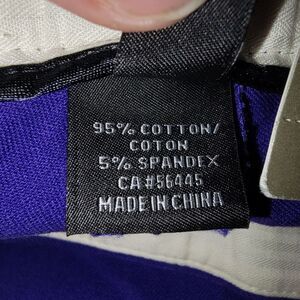 95% COTTON/
COTON
5% SPANDEX
CA#56445
MADE IN CHINA